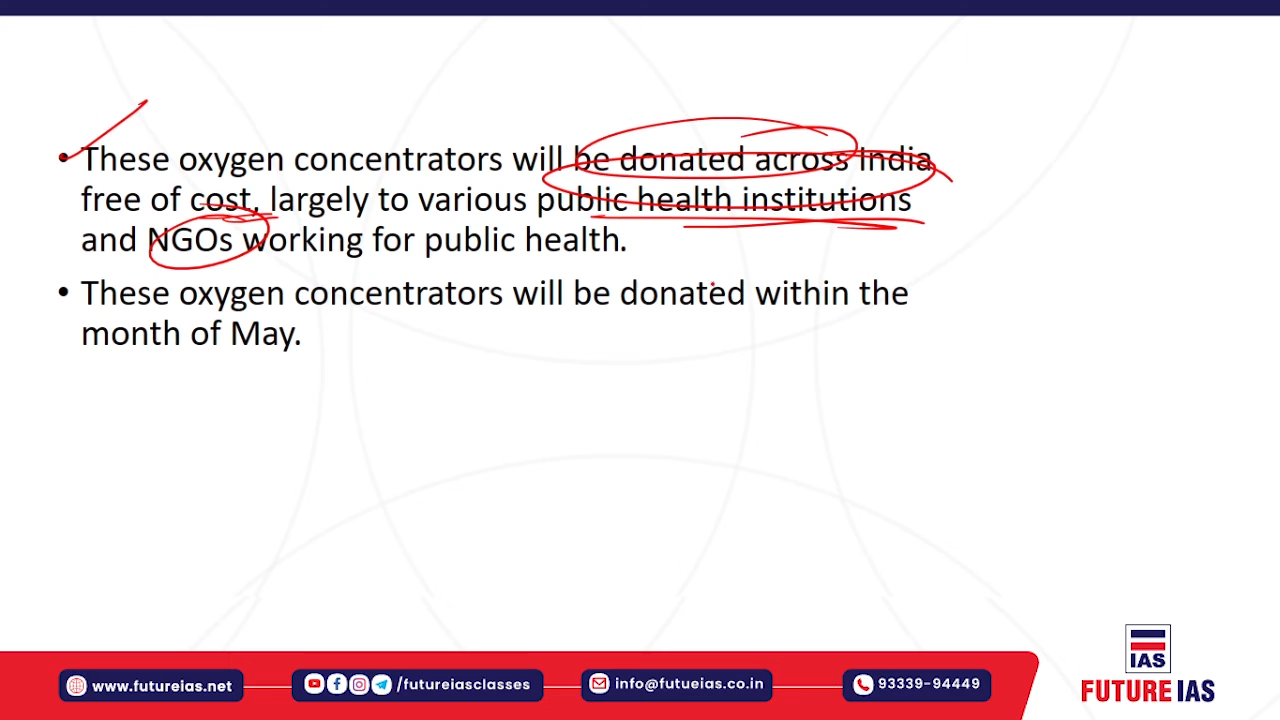 • These oxygen concentrators will be donated across India
free of cost, largely to various public health institutions
and NGOs working for public health.
• These oxygen concentrators will be donated within the
month of May.
IAS
www.futureias.net
/futureiasclasses
info@futueias.co.in
93339-94449
FUTURE IAS